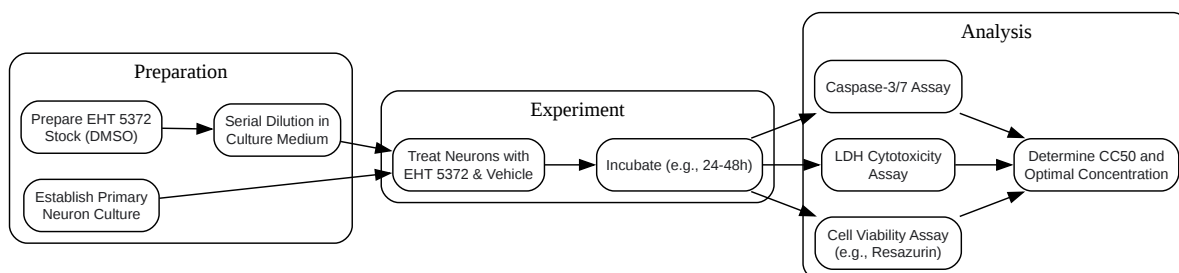 Preparation
Prepare EHT 5372
Stock (DMSO)
Serial Dilution in
Culture Medium
Establish Primary
Neuron Culture
Experiment
Treat Neurons with
EHT 5372 & Vehicle
Incubate (e.g., 24-48h)
Analysis
Caspase-3/7 Assay
LDH Cytotoxicity
Assay
Cell Viability Assay
(e.g., Resazurin)
Determine CC50 and
Optimal Concentration